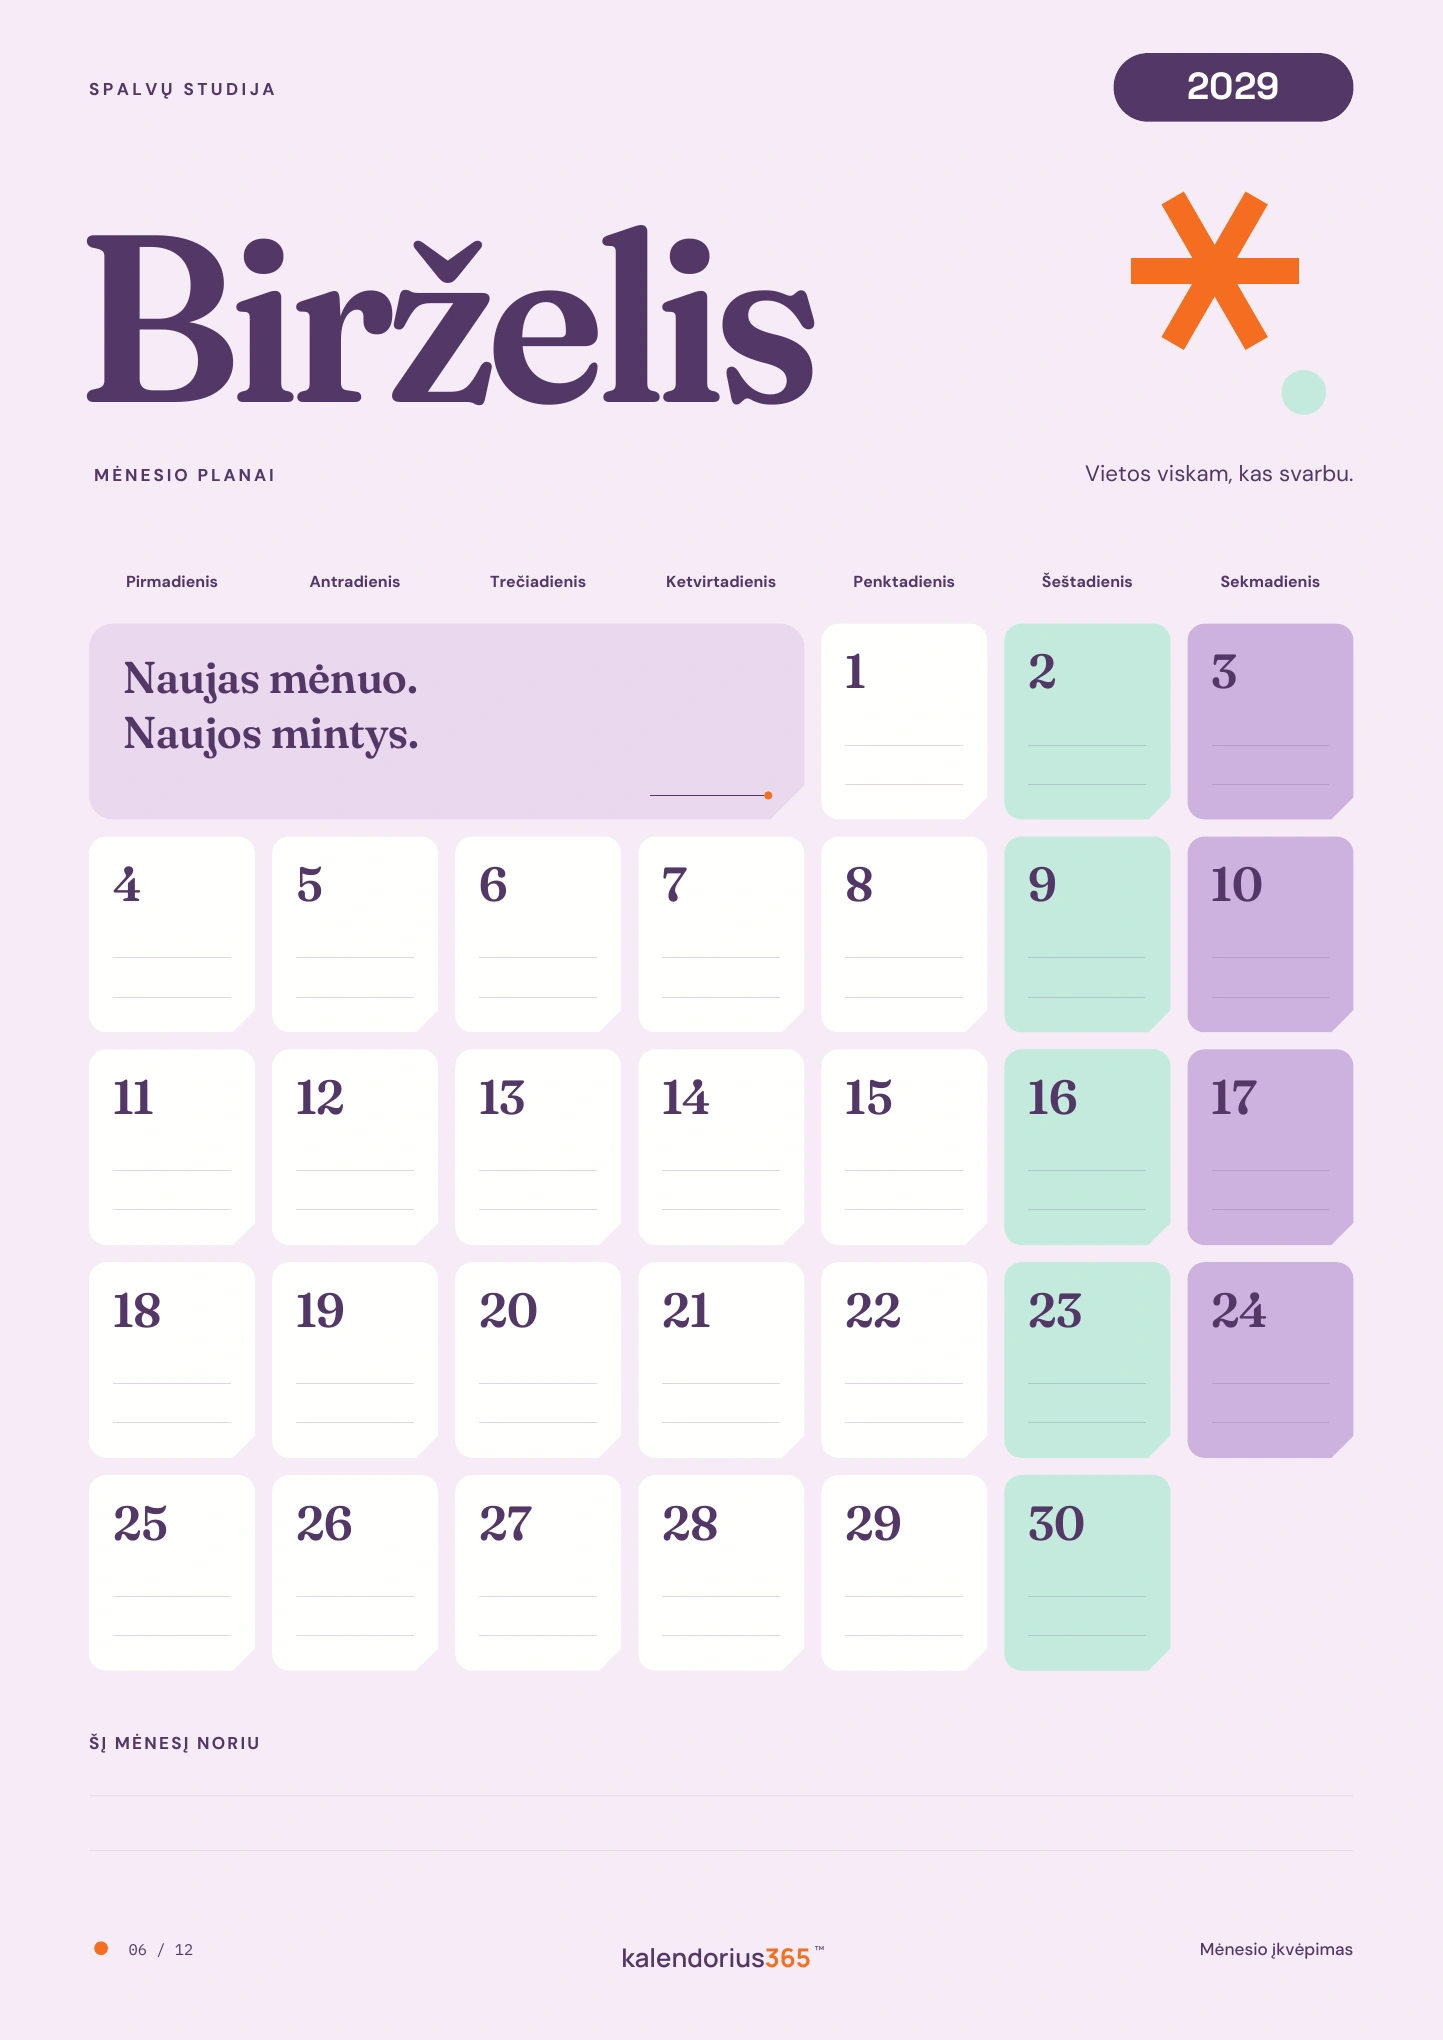 SPALVŲ STUDIJA
2029
Birželis
MĖNESIO PLANAI
Vietos viskam, kas svarbu.
Pirmadienis Antradienis Trečiadienis Ketvirtadienis Penktadienis Šeštadienis Sekmadienis
Naujas mėnuo.
Naujos mintys.
1 2 3
4 5 6 7 8 9 10
11 12 13 14 15 16 17
18 19 20 21 22 23 24
25 26 27 28 29 30
ŠĮ MĖNESĮ NORIU
06 / 12
kalendorius365™
Mėnesio įkvėpimas